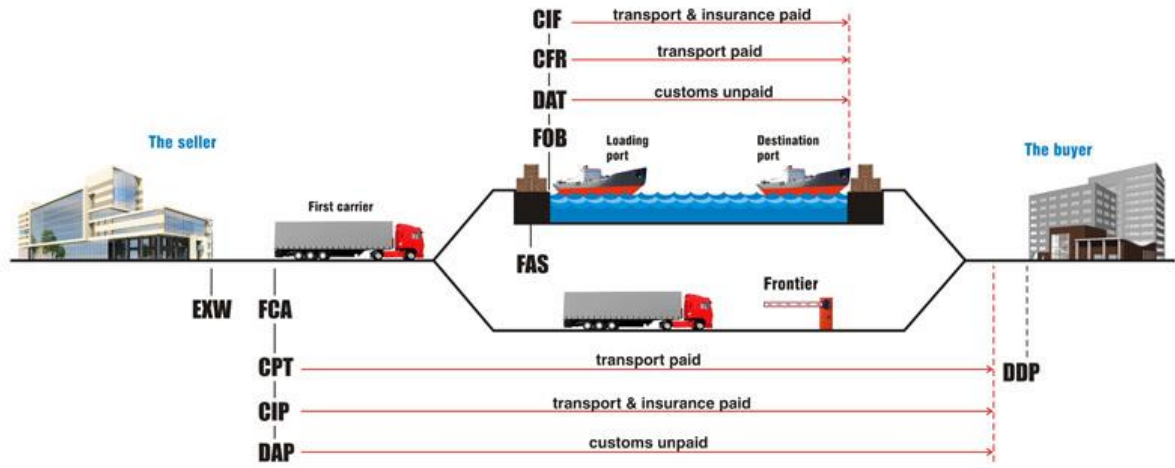 CIF transport & insurance paid
CFR transport paid
DAT customs unpaid
FOB
Loading
port
Destination
port
The seller
The buyer
First carrier
FAS
Frontier
EXW
FCA
CPT transport paid
DDP
CIP transport & insurance paid
DAP customs unpaid